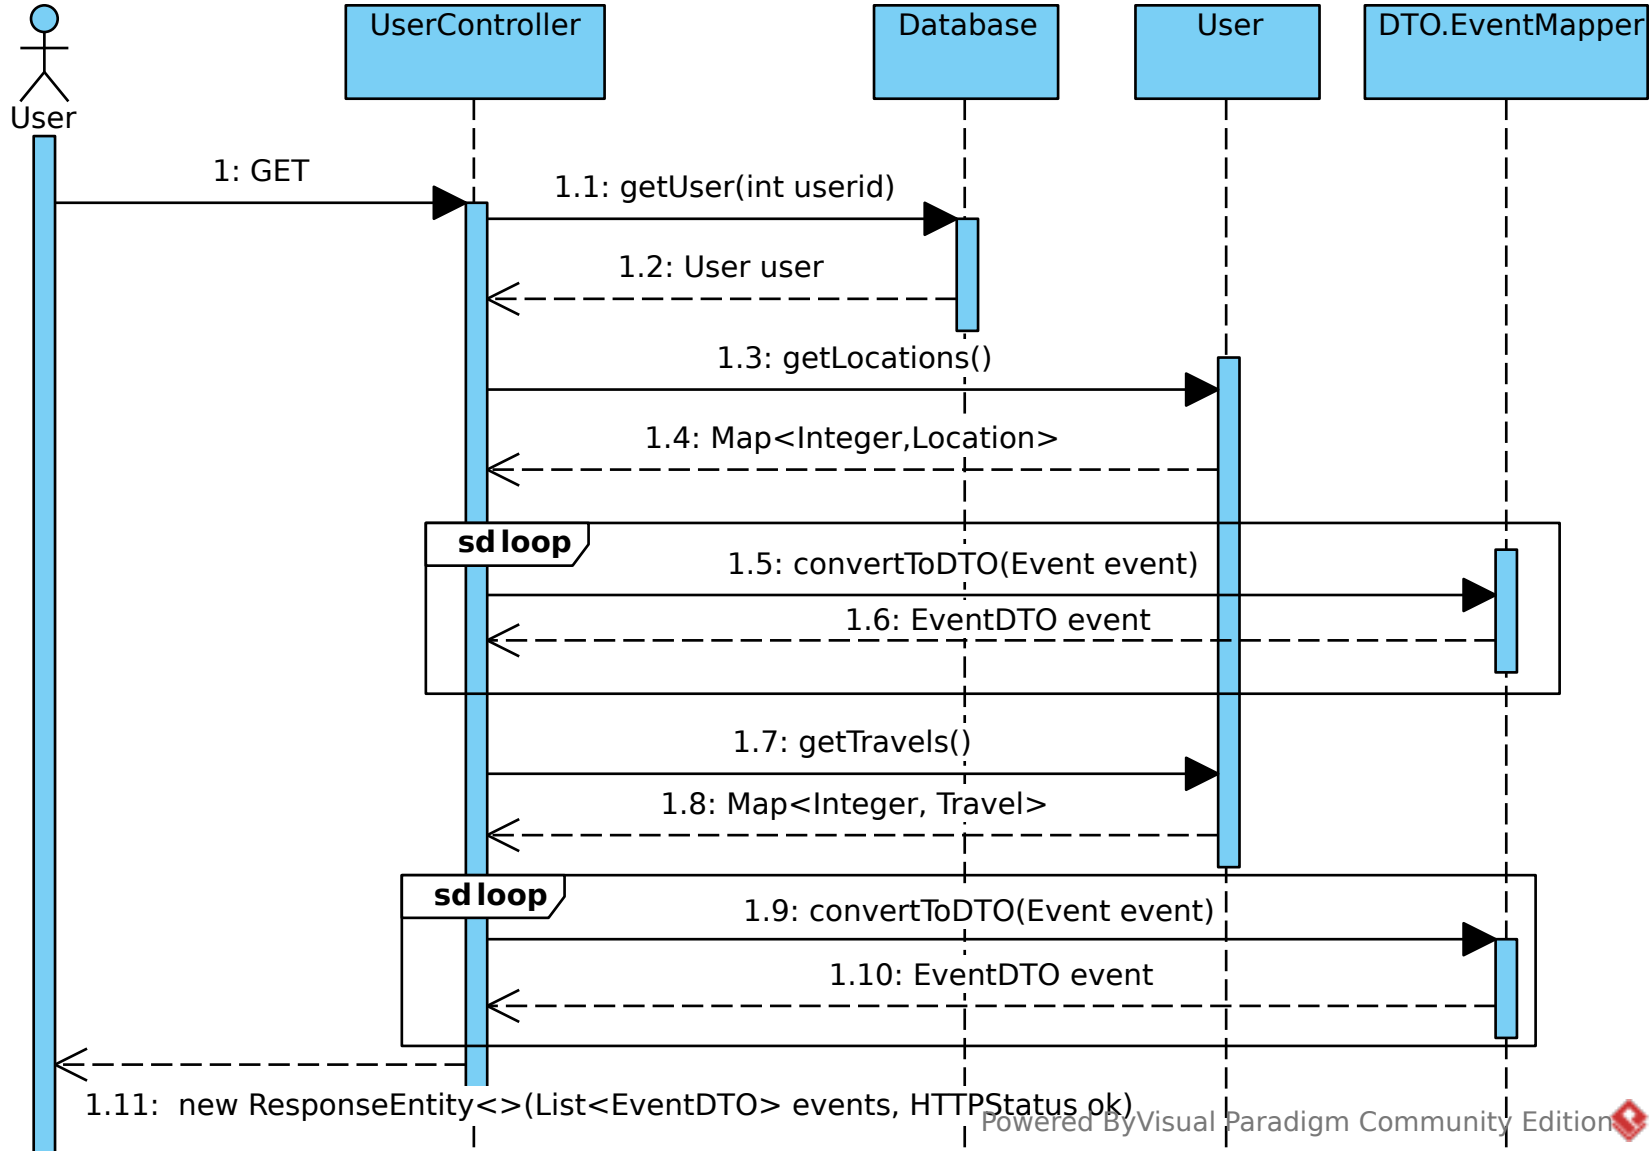 UserController
Database
User
DTO.EventMapper
User
1: GET
1.1: getUser(int userid)
1.2: User user
1.3: getLocations()
1.4: Map<Integer,Location>
sd loop
1.5: convertToDTO(Event event)
1.6: EventDTO event
1.7: getTravels()
1.8: Map<Integer, Travel>
sd loop
1.9: convertToDTO(Event event)
1.10: EventDTO event
1.11:  new ResponseEntity<>(List<EventDTO> events, HTTPStatus ok)
Powered ByVisual Paradigm Community Edition